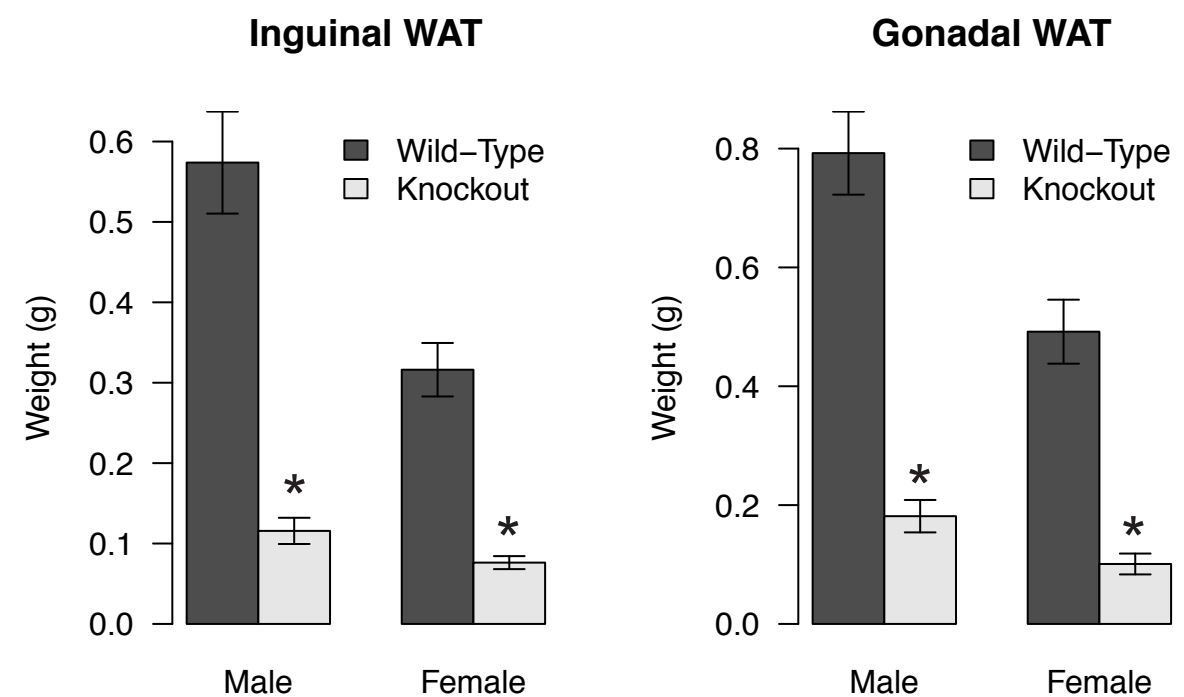 Inguinal WAT
Weight (g)
0.6
0.5
0.4
0.3
0.2
0.1
0.0
Wild−Type
Knockout
*
*
Male
Female
Gonadal WAT
Weight (g)
0.8
0.6
0.4
0.2
0.0
Wild−Type
Knockout
*
*
Male
Female